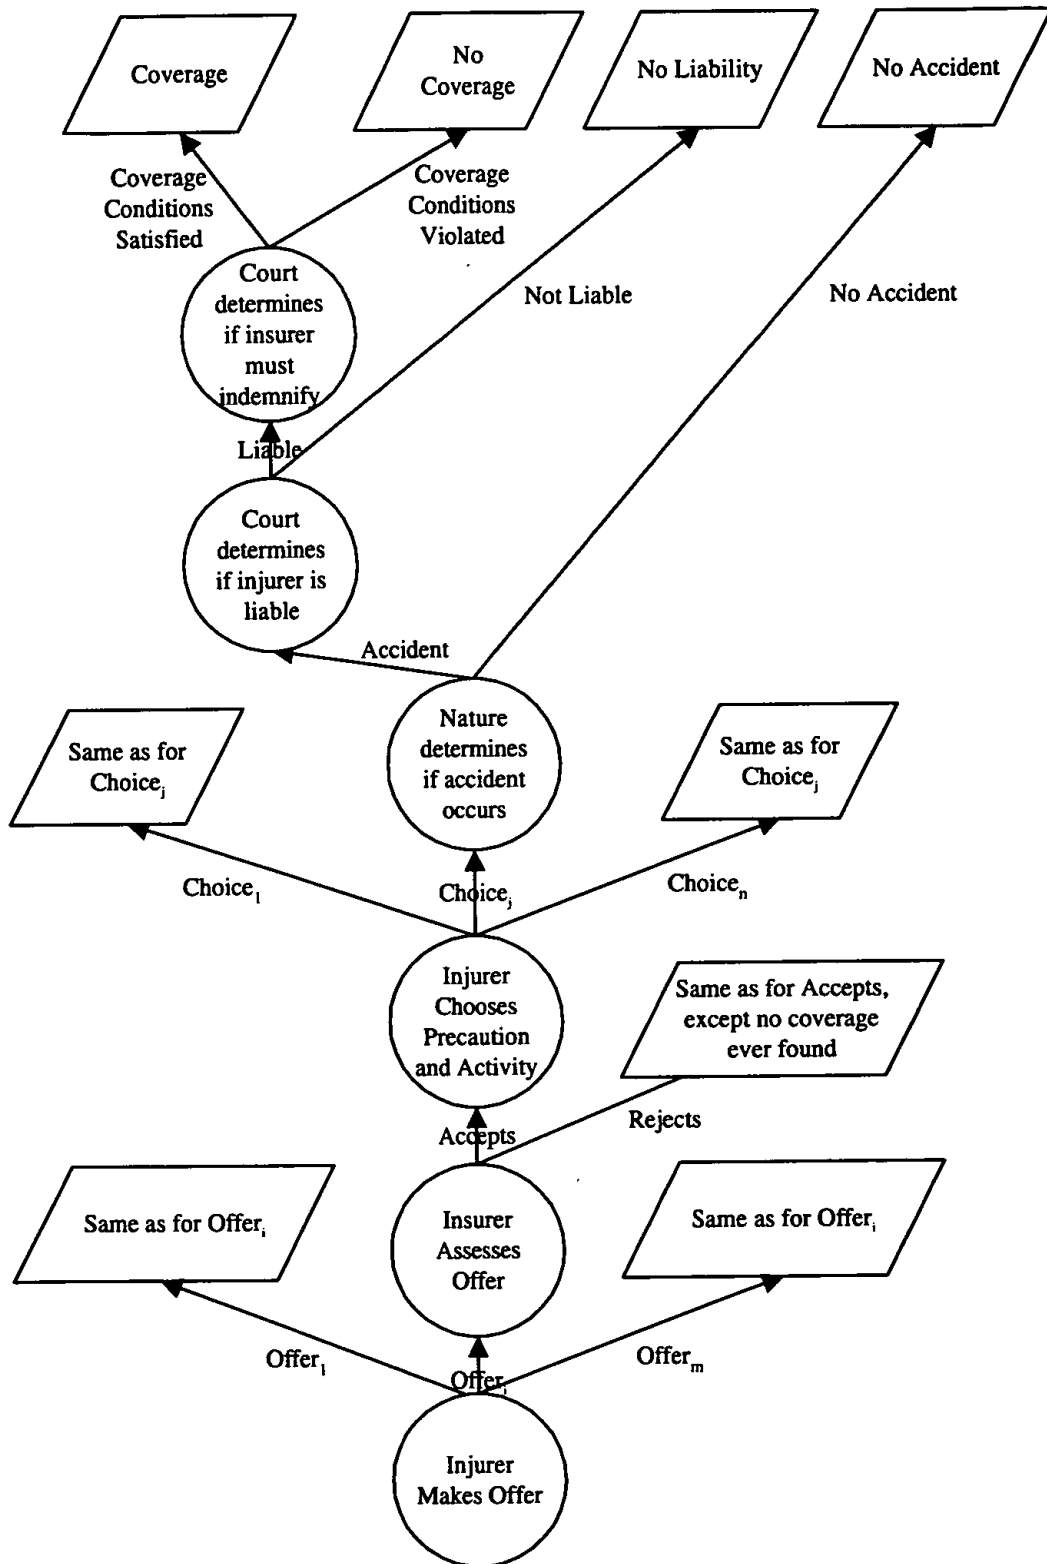 Coverage
No
Coverage
No Liability
No Accident
Coverage
Conditions
Satisfied
Coverage
Conditions
Violated
Court
determines
if insurer
must
indemnify
Not Liable
No Accident
Liable
Court
determines
if injurer is
liable
Accident
Nature
determines
if accident
occurs
Same as for
Choicej
Same as for
Choicej
Choice1
Choicej
Choicen
Injurer
Chooses
Precaution
and Activity
Same as for Accepts,
except no coverage
ever found
Accepts
Rejects
Same as for Offeri
Insurer
Assesses
Offer
Same as for Offeri
Offer1
Offeri
Offerm
Injurer
Makes Offer